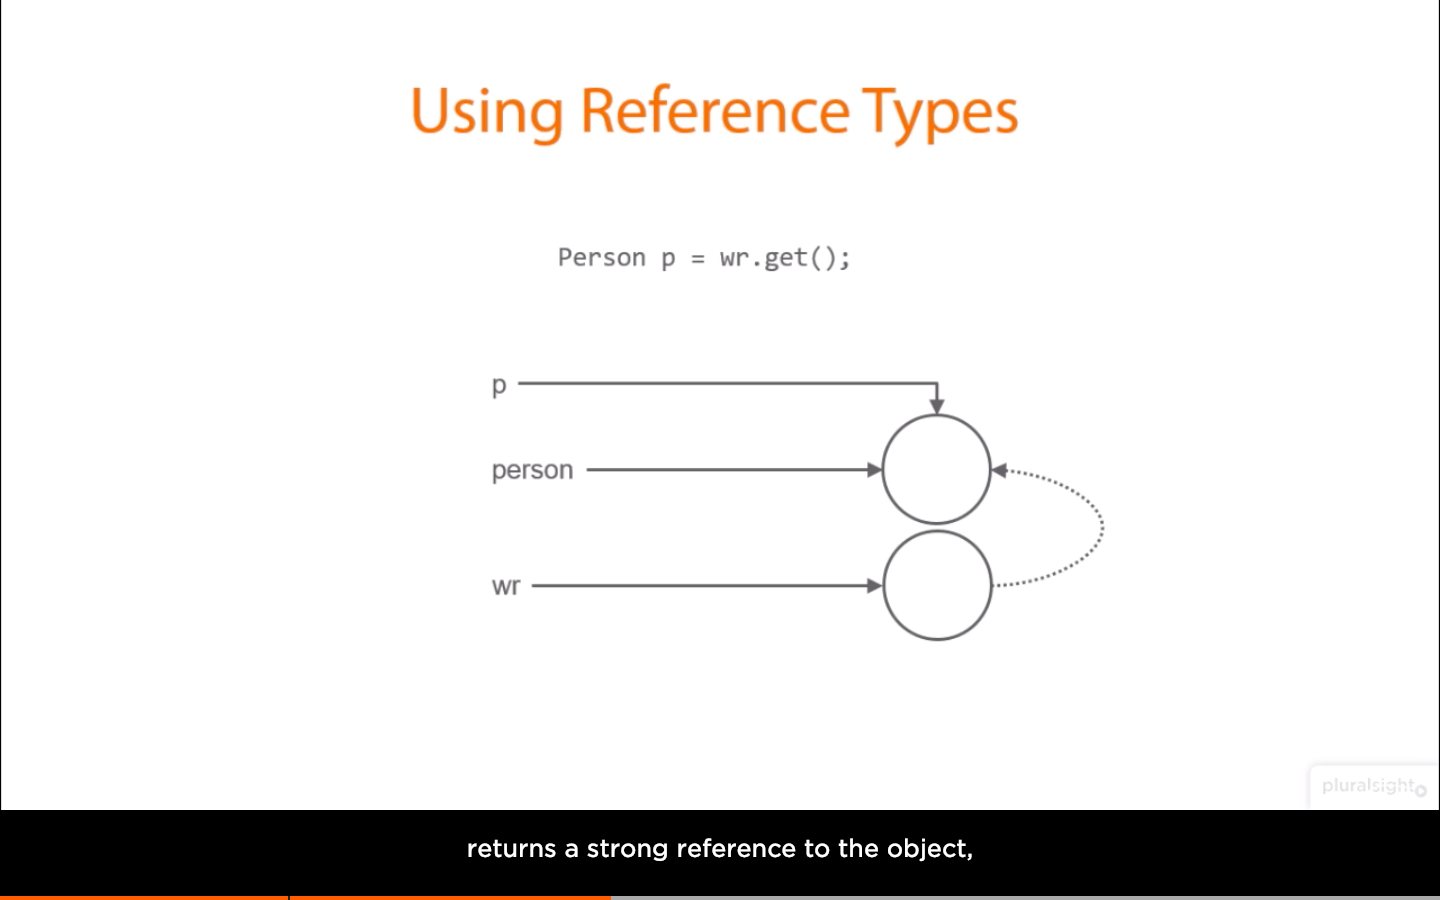 Using Reference Types
Person p = wr.get();
p
person
wr
pluralsight
returns a strong reference to the object,